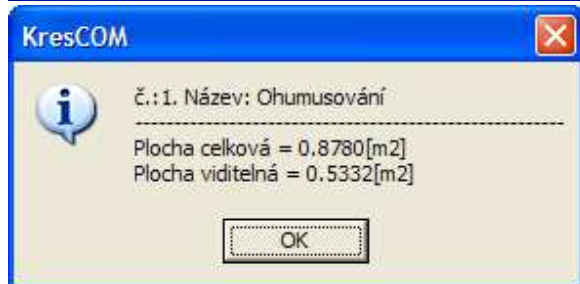 KresCOM
č.:1. Název: Ohumusování
--------------------------------------------------------------
Plocha celková = 0.8780[m2]
Plocha viditelná = 0.5332[m2]
OK